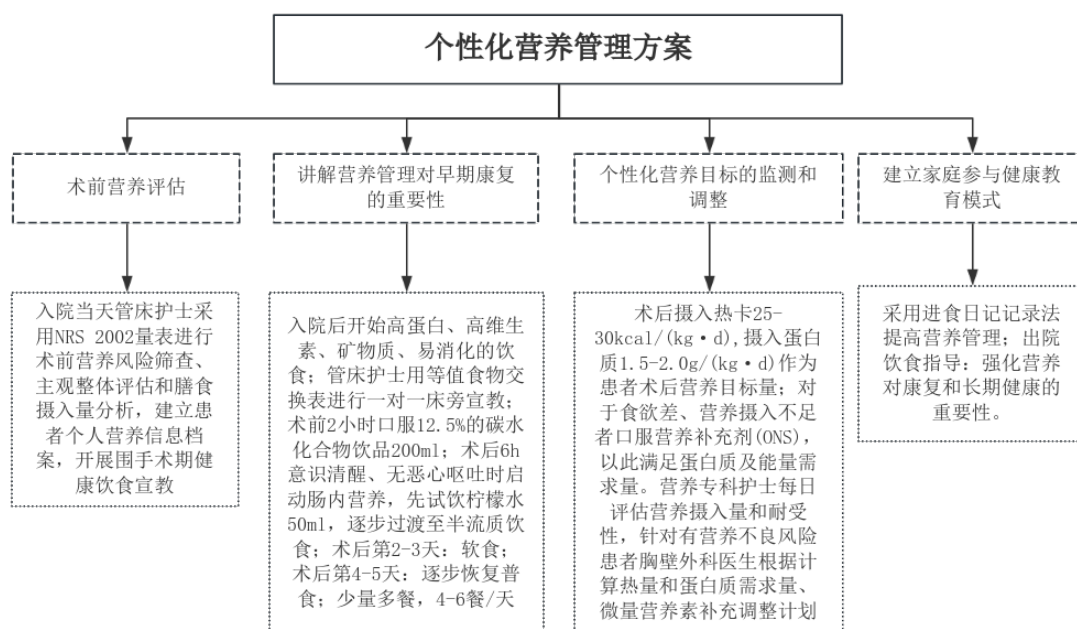 个性化营养管理方案
术前营养评估
讲解营养管理对早期康复
的重要性
个性化营养目标的监测和
调整
建立家庭参与健康教
育模式
入院当天管床护士采
用NRS 2002量表进行
术前营养风险筛查、
主观整体评估和膳食
摄入量分析，建立患
者个人营养信息档
案，开展围手术期健
康饮食宣教
入院后开始高蛋白、高维生
素、矿物质、易消化的饮
食；管床护士用等值食物交
换表进行一对一床旁宣教；
术前2小时口服12.5%的碳水
化合物饮品200ml；术后6h
意识清醒、无恶心呕吐时启
动肠内营养，先试饮柠檬水
50ml，逐步过渡至半流质饮
食；术后第2-3天：软食；
术后第4-5天：逐步恢复普
食；少量多餐，4-6餐/天
术后摄入热卡25-
30kcal/(kg·d),摄入蛋白
质1.5-2.0g/(kg·d)作为
患者术后营养目标量；对
于食欲差、营养摄入不足
者口服营养补充剂(ONS)，
以此满足蛋白质及能量需
求量。营养专科护士每日
评估营养摄入量和耐受
性，针对有营养不良风险
患者胸壁外科医生根据计
算热量和蛋白质需求量、
微量营养素补充调整计划
采用进食日记记录法
提高营养管理；出院
饮食指导：强化营养
对康复和长期健康的
重要性。